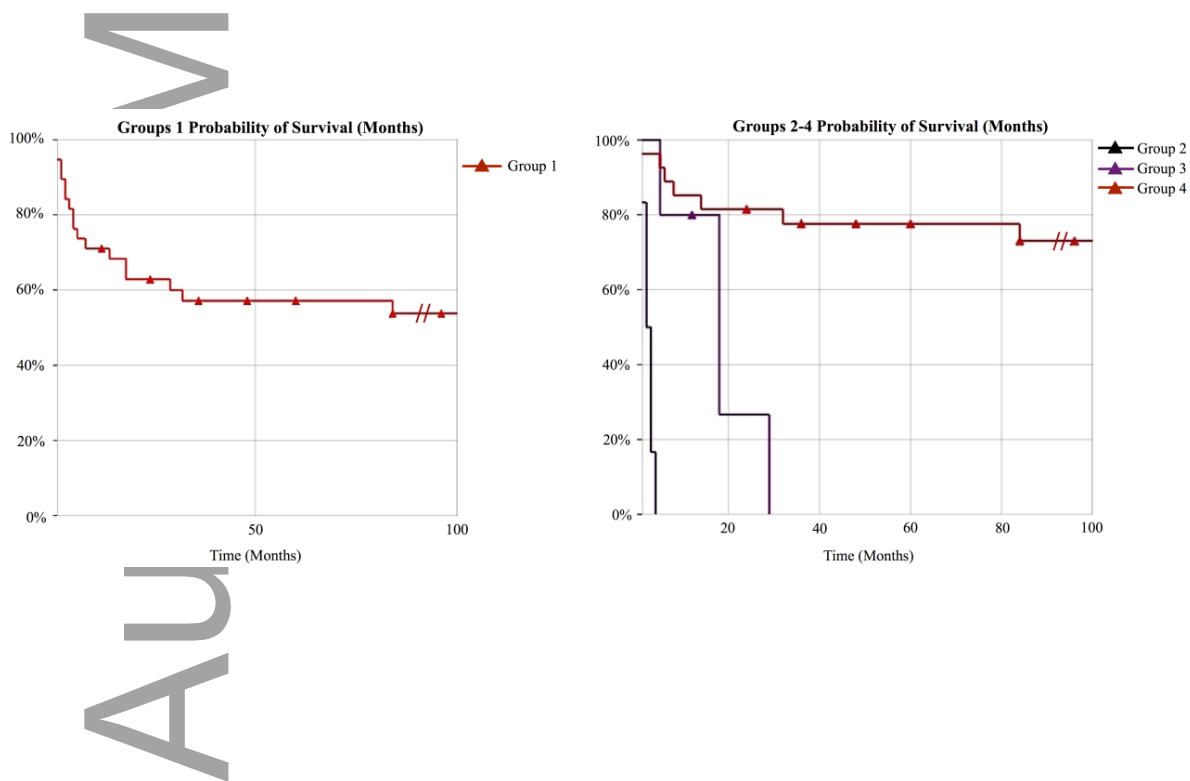 Au
M
Groups 1 Probability of Survival (Months)
100%
80%
60%
40%
20%
0%
50
100
Time (Months)
Group 1
Groups 2-4 Probability of Survival (Months)
100%
80%
60%
40%
20%
0%
20
40
60
80
100
Time (Months)
Group 2
Group 3
Group 4